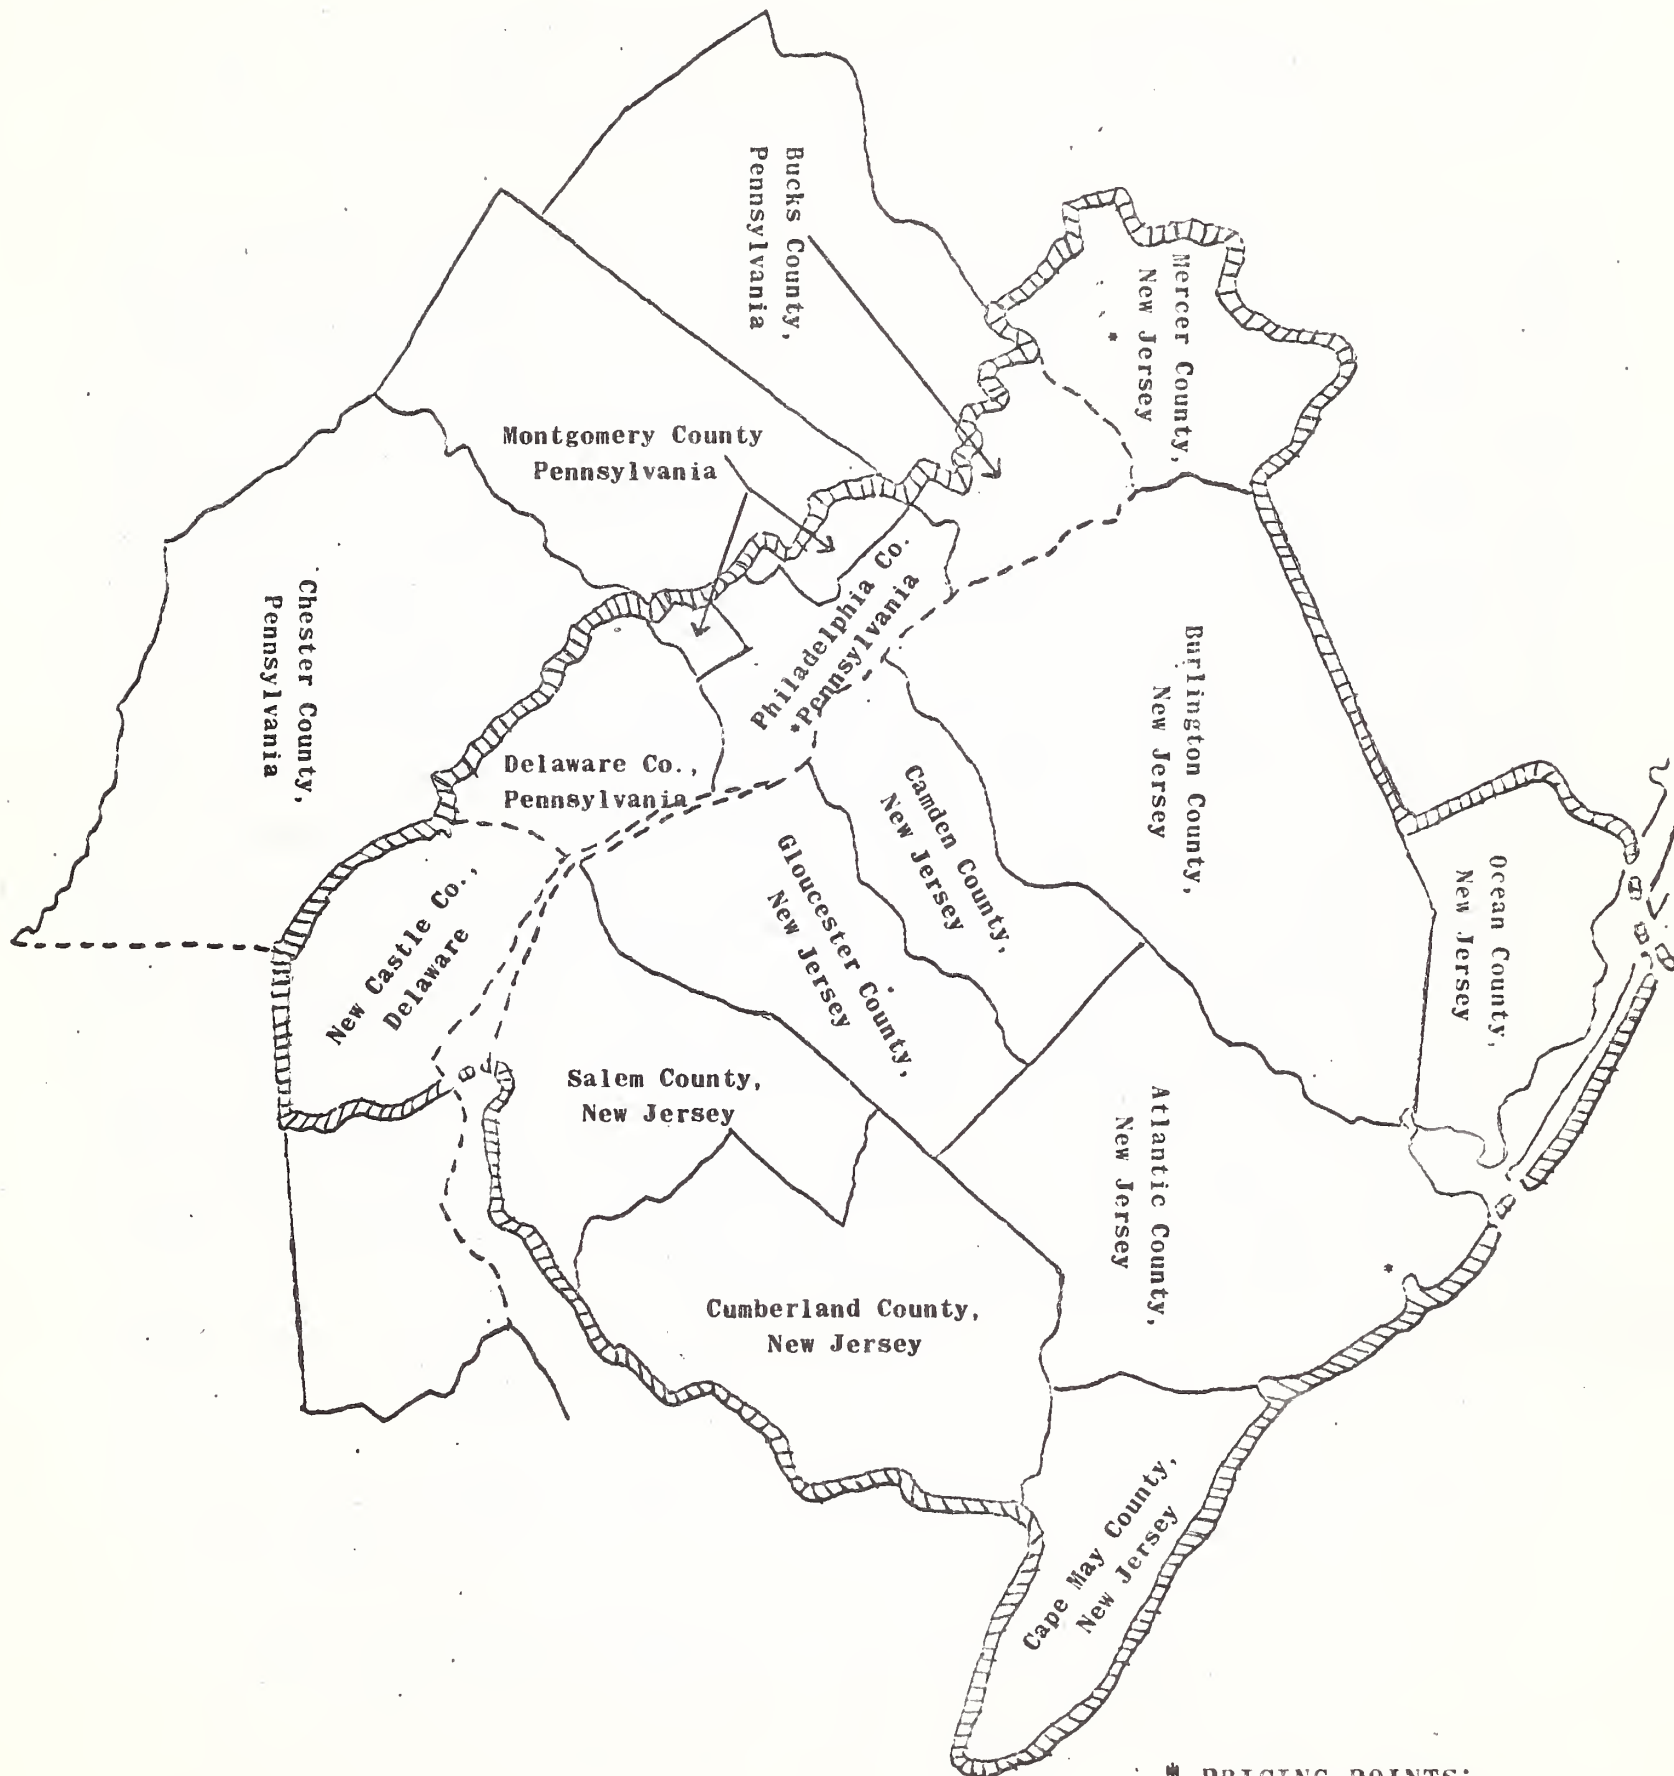 Bucks County,
Pennsylvania
Mercer County,
New Jersey
*
Montgomery County
Pennsylvania
Philadelphia Co.
*Pennsylvania
Chester County,
Pennsylvania
Burlington County,
New Jersey
Delaware Co.,
Pennsylvania
Camden County,
New Jersey
Gloucester County,
New Jersey
Ocean County,
New Jersey
New Castle Co.,
Delaware
Salem County,
New Jersey
Atlantic County,
New Jersey
*
Cumberland County,
New Jersey
Cape May County,
New Jersey
* PRICING POINTS: